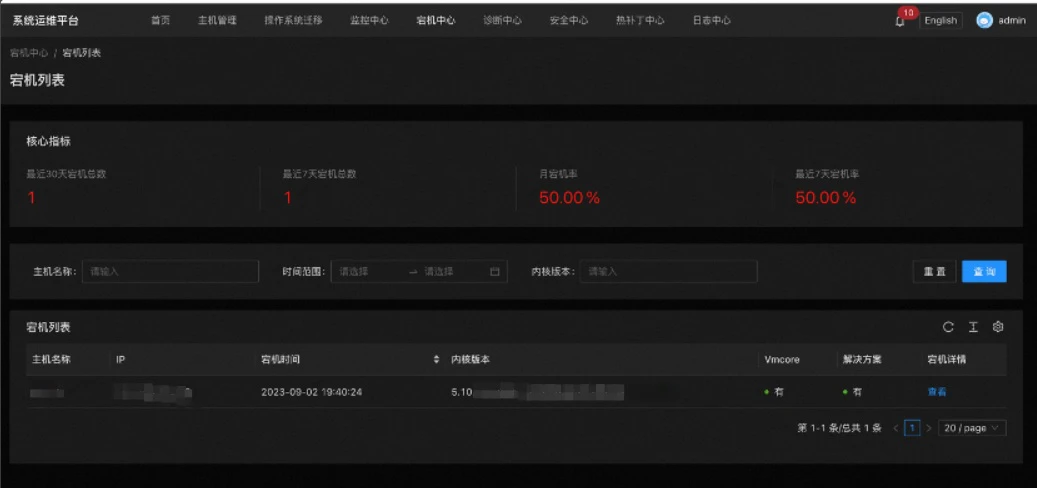 系统运维平台 首页 主机管理 操作系统迁移 监控中心 宕机中心 诊断中心 安全中心 热补丁中心 日志中心 10 English admin
宕机中心 / 宕机列表
宕机列表
核心指标
最近30天宕机总数 最近7天宕机总数 月宕机率 最近7天宕机率
1 1 50.00 % 50.00 %
主机名称: 请输入 时间范围: 请选择 → 请选择 内核版本: 请输入 重 置 查 询
宕机列表
主机名称 IP 宕机时间 内核版本 Vmcore 解决方案 宕机详情
2023-09-02 19:40:24 5.10 有 有 查看
第 1-1 条/总共 1 条 < 1 > 20 / page